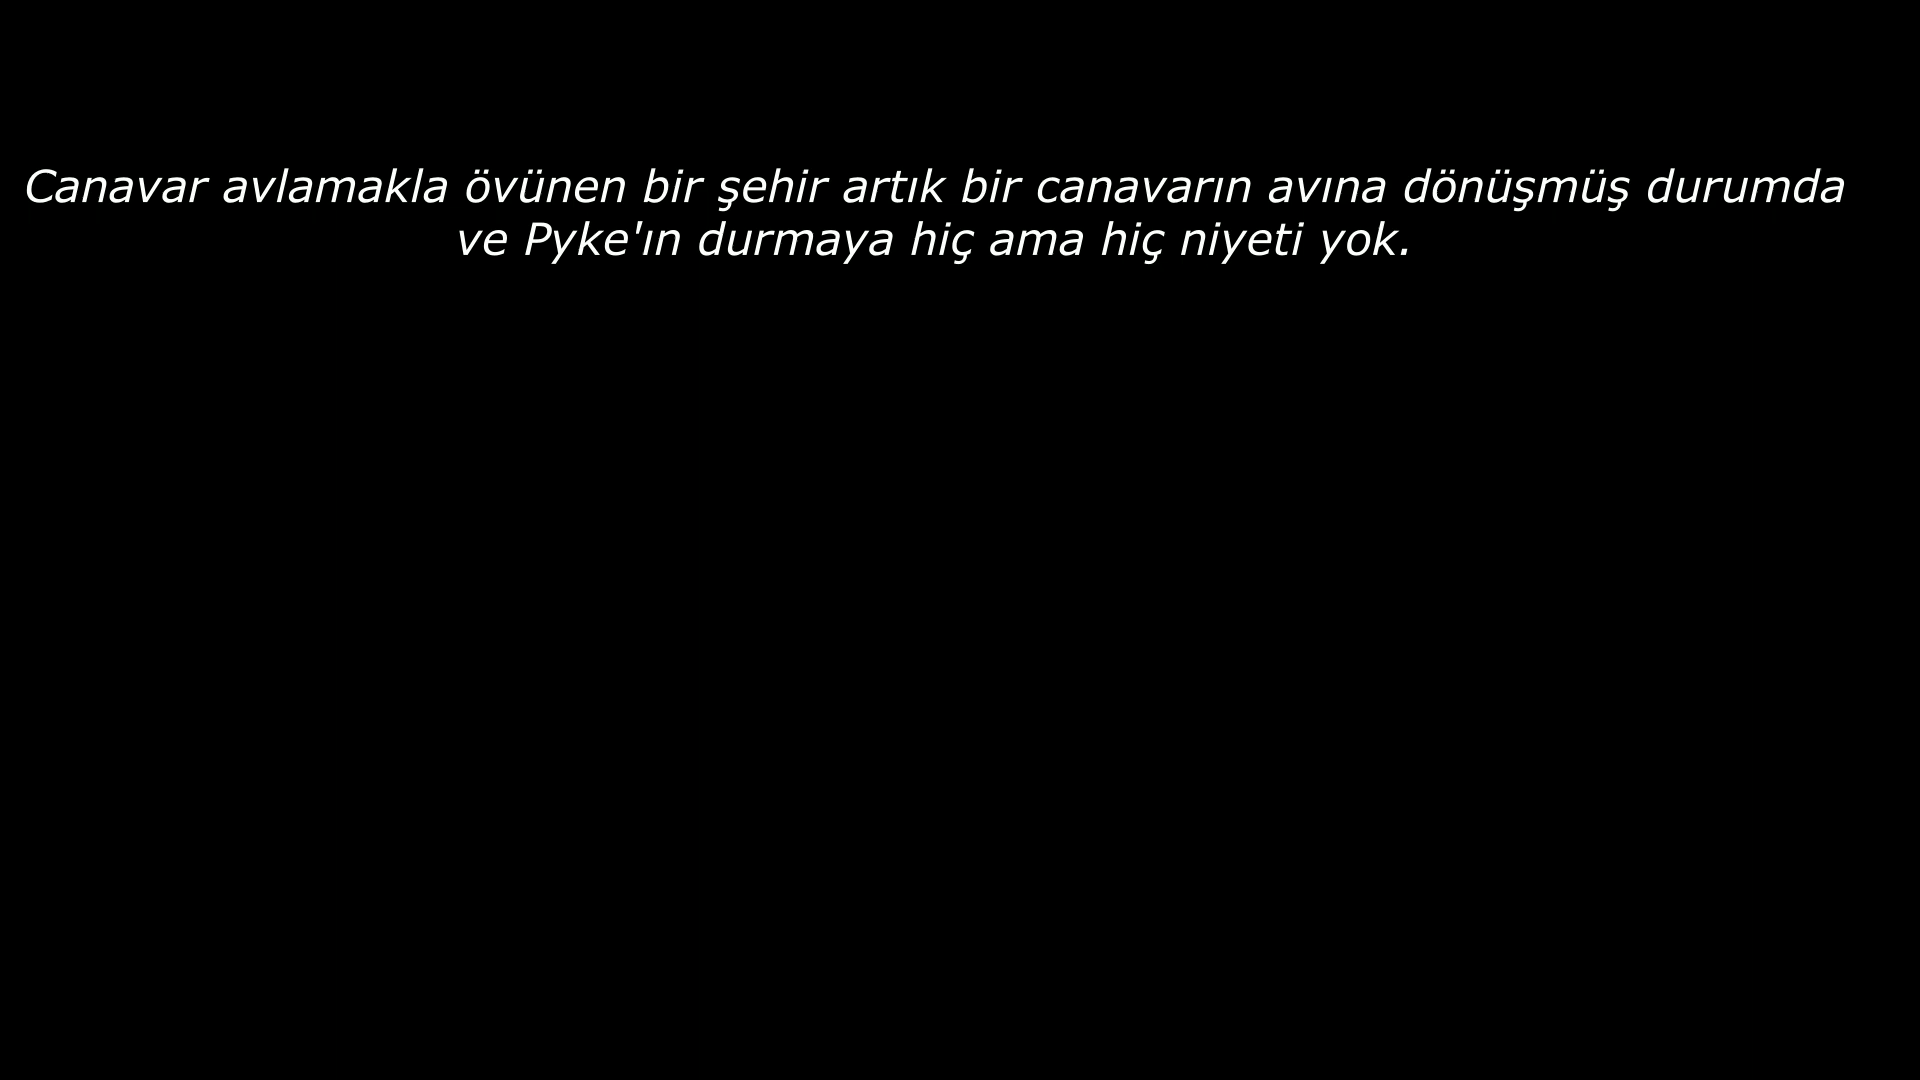 Canavar avlamakla övünen bir şehir artık bir canavarın avına dönüşmüş durumda
ve Pyke'ın durmaya hiç ama hiç niyeti yok.